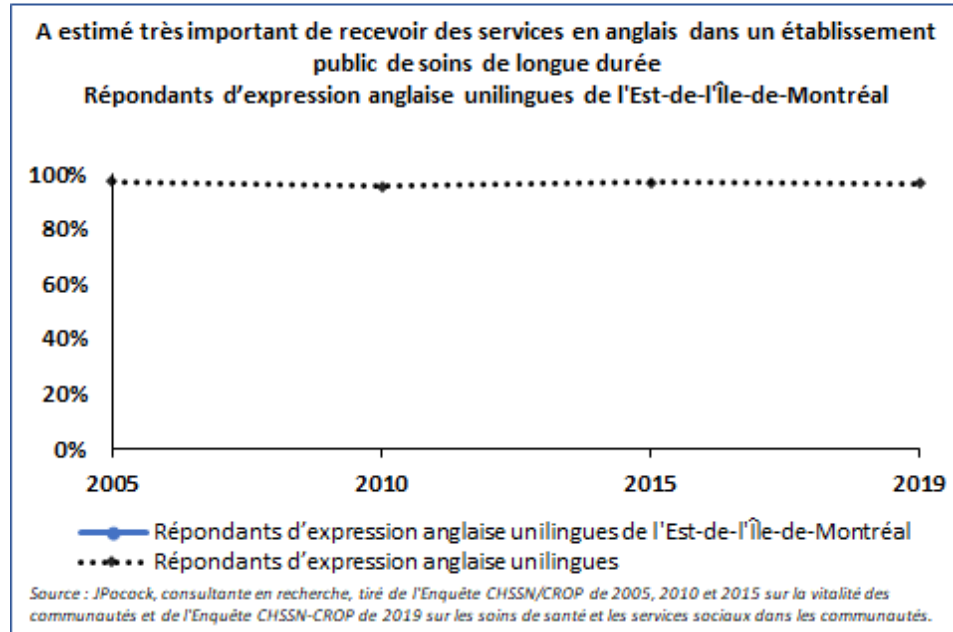 A estimé très important de recevoir des services en anglais dans un établissement
public de soins de longue durée
Répondants d’expression anglaise unilingues de l'Est-de-l'Île-de-Montréal
100%
80%
60%
40%
20%
0%
2005 2010 2015 2019
Répondants d’expression anglaise unilingues de l'Est-de-l'Île-de-Montréal
Répondants d’expression anglaise unilingues
Source : JPocock, consultante en recherche, tiré de l'Enquête CHSSN/CROP de 2005, 2010 et 2015 sur la vitalité des
communautés et de l'Enquête CHSSN-CROP de 2019 sur les soins de santé et les services sociaux dans les communautés.